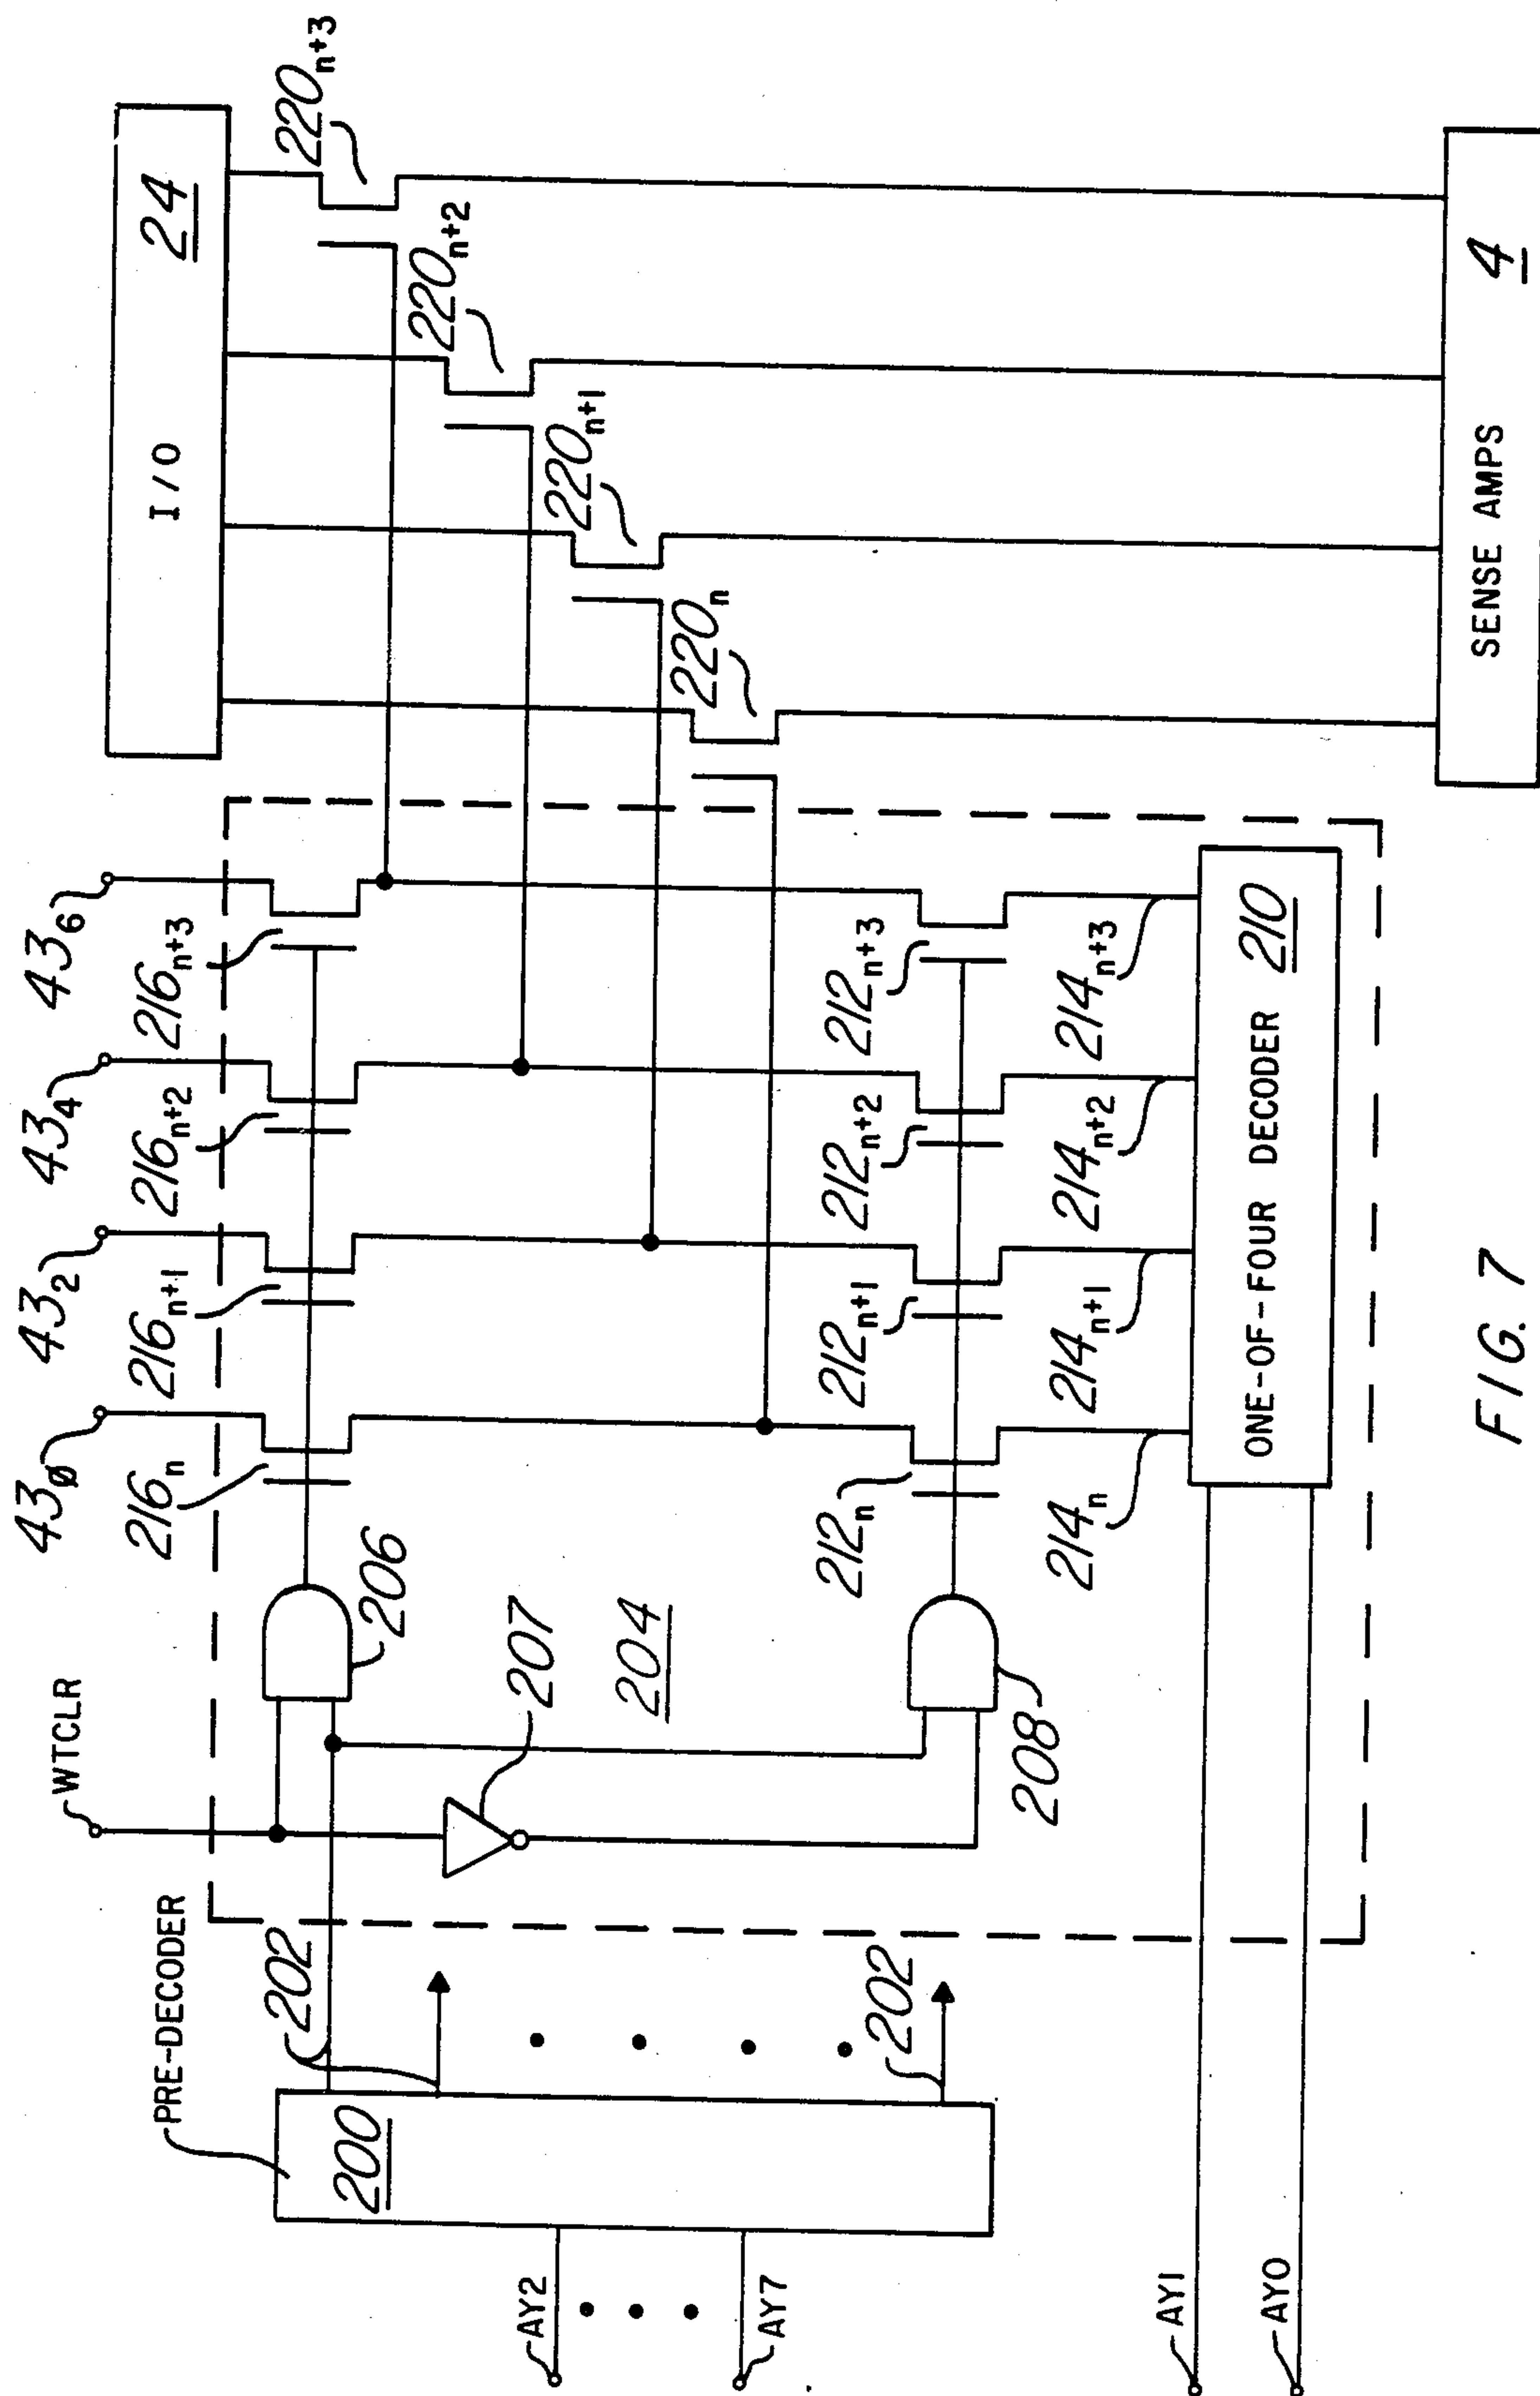 WTCLR
43ø
43₂
43₄
43₆
216ₙ
216ₙ₊₁
216ₙ₊₂
216ₙ₊₃
I/O
24
220ₙ₊₃
220ₙ₊₂
220ₙ₊₁
220ₙ
PRE-DECODER
200
202
202
206
207
204
208
212ₙ
212ₙ₊₁
212ₙ₊₂
212ₙ₊₃
214ₙ
214ₙ₊₁
214ₙ₊₂
214ₙ₊₃
AY2
AY7
AY1
AY0
ONE-OF-FOUR DECODER
210
SENSE AMPS
4
FIG. 7